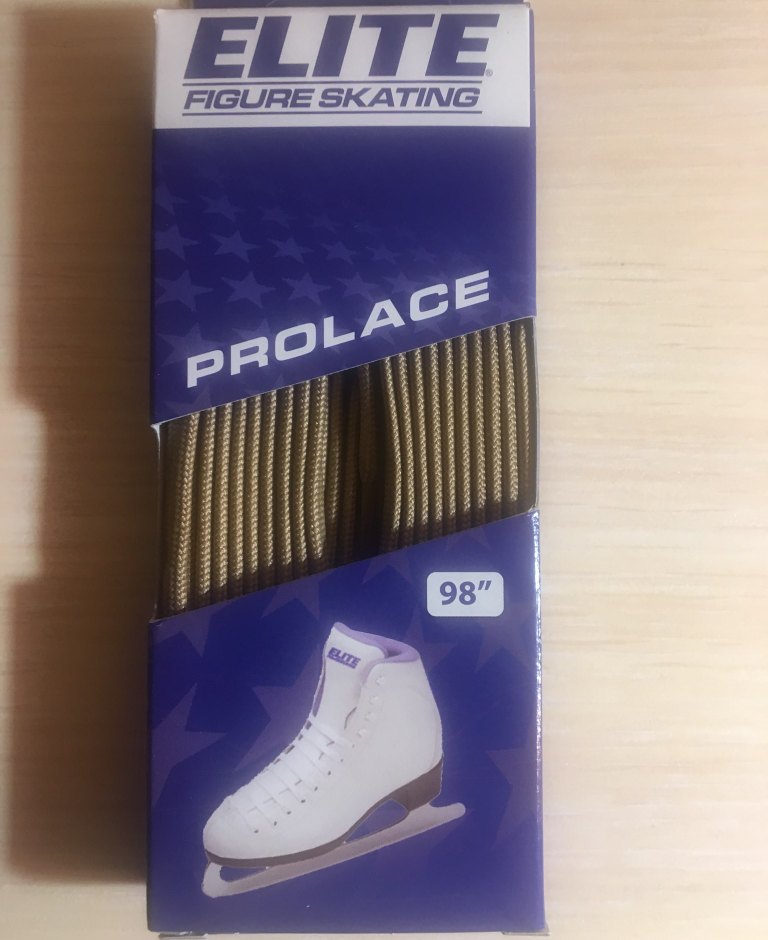 ELITE®
FIGURE SKATING
PROLACE
98"
ELITE